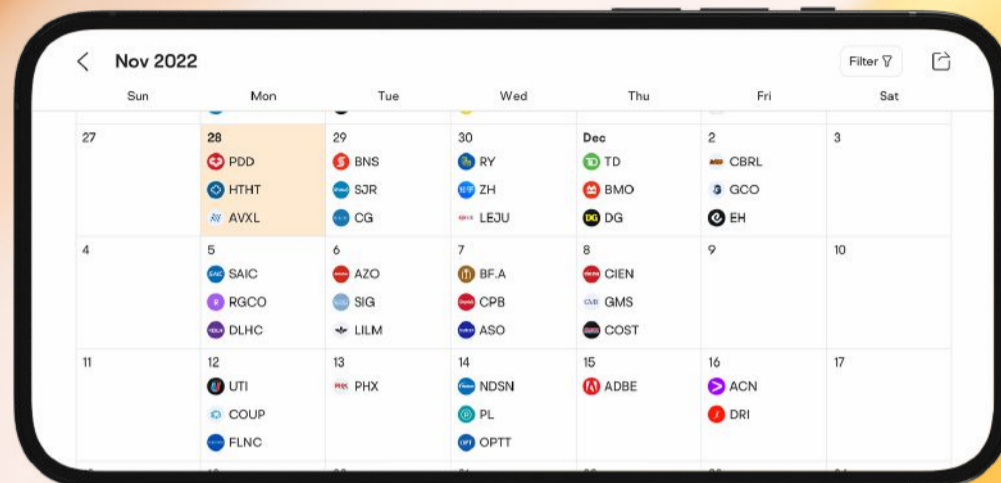 Nov 2022
Filter
Sun Mon Tue Wed Thu Fri Sat
27 28 29 30 Dec 2 3
PDD BNS RY TD CBRL
HTHT SJR ZH BMO GCO
AVXL CG LEJU DG DG EH
4 5 6 7 8 9 10
SAIC SAIC AZO BF.A CIEN
R RGCO SIG CPB GMS
DLHC LILM ASO COST
11 12 13 14 15 16 17
UTI PHX NDSN ADBE ACN
COUP PL DRI
FLNC OPTT